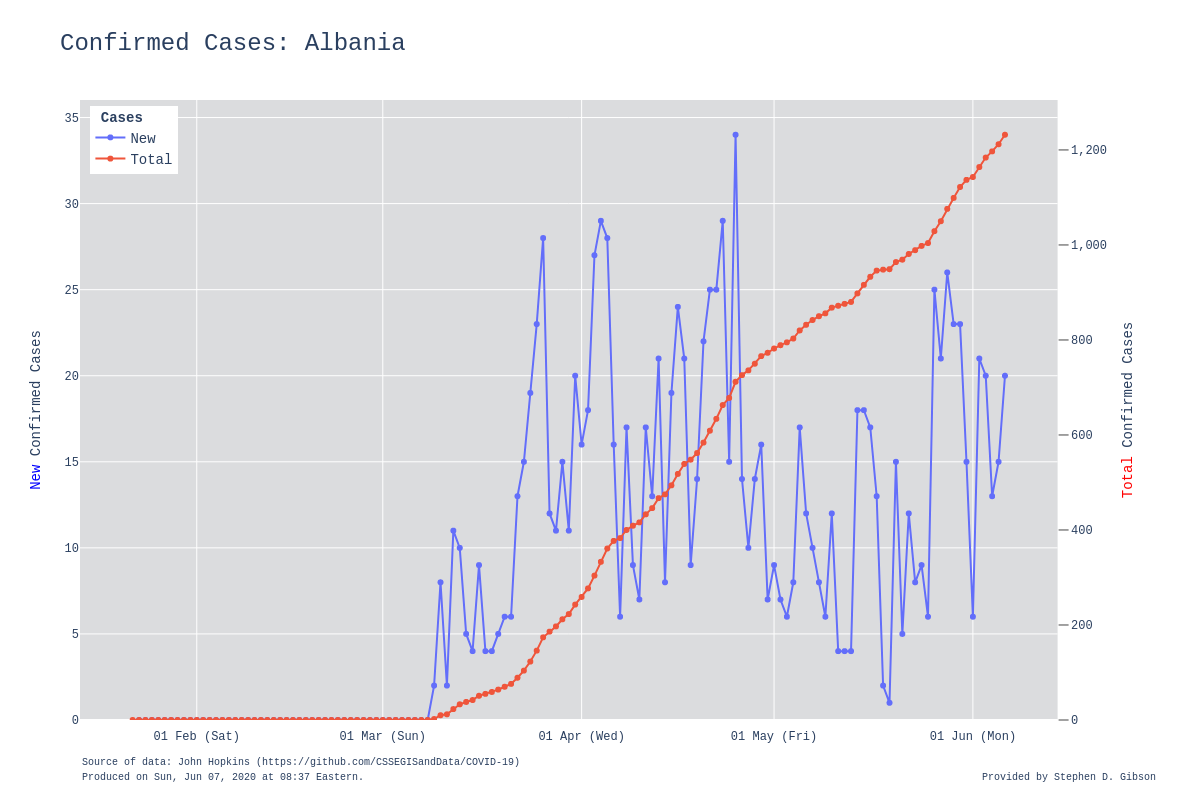 Confirmed Cases: Albania
Cases
New
Total
35
30
25
20
15
10
5
0
1,200
1,000
800
600
400
200
0
New Confirmed Cases
Total Confirmed Cases
01 Feb (Sat)
01 Mar (Sun)
01 Apr (Wed)
01 May (Fri)
01 Jun (Mon)
Source of data: John Hopkins (https://github.com/CSSEGISandData/COVID-19)
Produced on Sun, Jun 07, 2020 at 08:37 Eastern.
Provided by Stephen D. Gibson